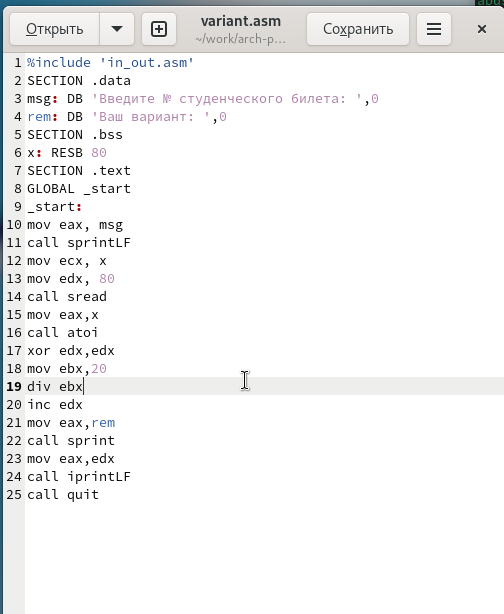 Открыть
variant.asm
~/work/arch-p...
Сохранить
1 %include 'in_out.asm'
2 SECTION .data
3 msg: DB 'Введите № студенческого билета: ',0
4 rem: DB 'Ваш вариант: ',0
5 SECTION .bss
6 x: RESB 80
7 SECTION .text
8 GLOBAL _start
9 _start:
10 mov eax, msg
11 call sprintLF
12 mov ecx, x
13 mov edx, 80
14 call sread
15 mov eax,x
16 call atoi
17 xor edx,edx
18 mov ebx,20
19 div ebx
20 inc edx
21 mov eax,rem
22 call sprint
23 mov eax,edx
24 call iprintLF
25 call quit